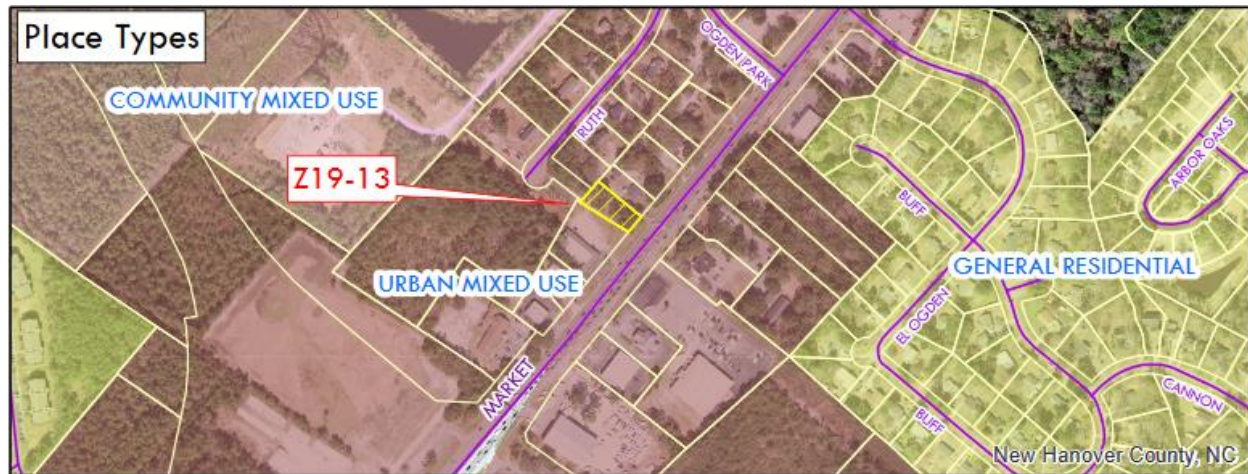 Place Types
COMMUNITY MIXED USE
OGDEN PARK
RUTH
Z19-13
ARBOR OAKS
BUFF
URBAN MIXED USE
GENERAL RESIDENTIAL
EL OGDEN
MARKET
CANNON
BUFF
New Hanover County, NC